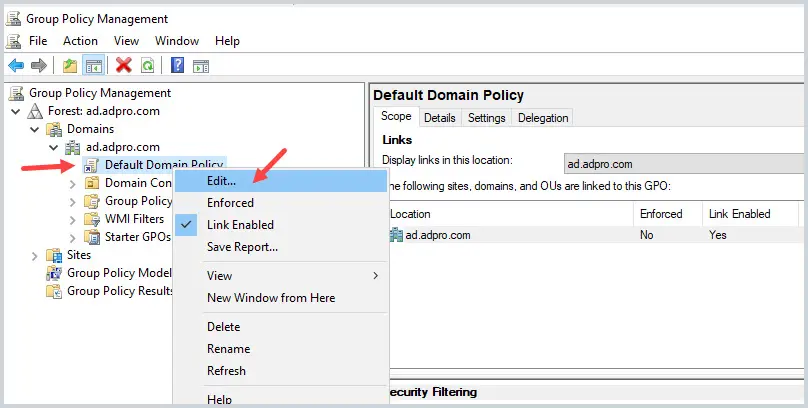 Group Policy Management
File Action View Window Help
Group Policy Management
Forest: ad.adpro.com
Domains
ad.adpro.com
Default Domain Policy
Domain Con
Group Policy
WMI Filters
Starter GPOs
Sites
Group Policy Model
Group Policy Results
Edit...
Enforced
Link Enabled
Save Report...
View
New Window from Here
Delete
Rename
Refresh
Help
Default Domain Policy
Scope Details Settings Delegation
Links
Display links in this location: ad.adpro.com
he following sites, domains, and OUs are linked to this GPO:
Location Enforced Link Enabled
ad.adpro.com No Yes
ecurity Filtering